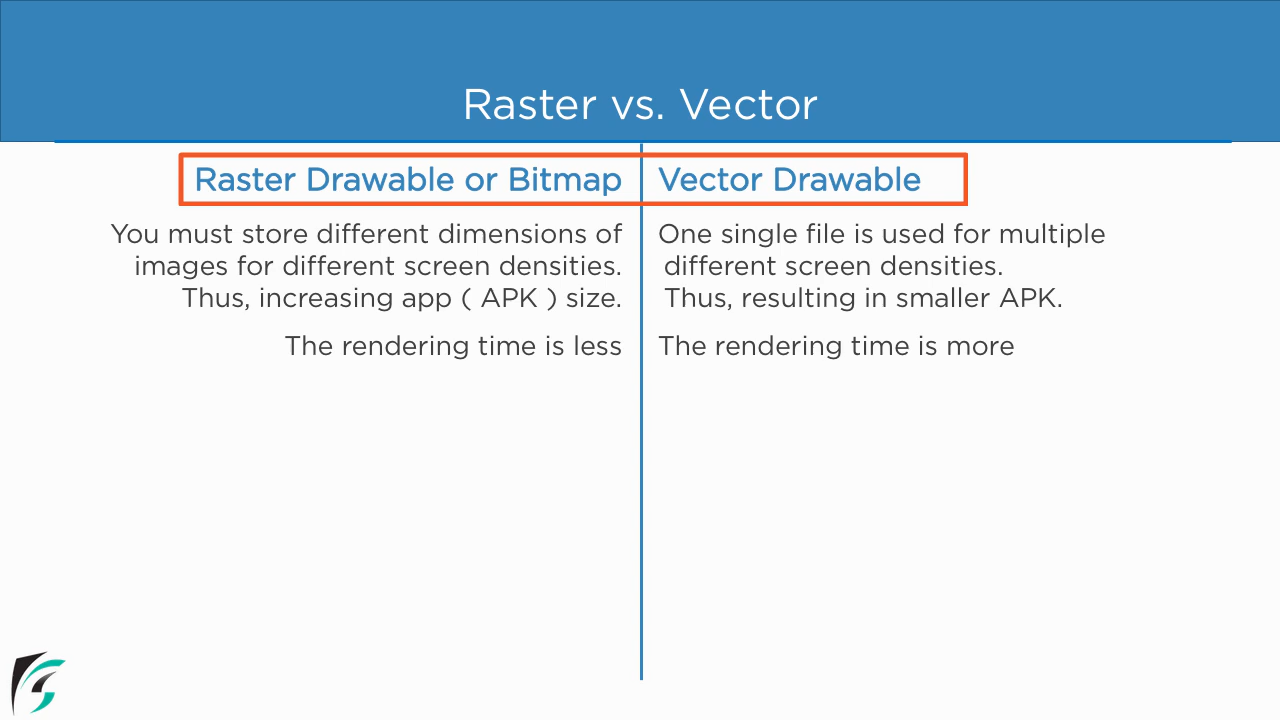 Raster vs. Vector
Raster Drawable or Bitmap
You must store different dimensions of
images for different screen densities.
Thus, increasing app ( APK ) size.
The rendering time is less
Vector Drawable
One single file is used for multiple
different screen densities.
Thus, resulting in smaller APK.
The rendering time is more